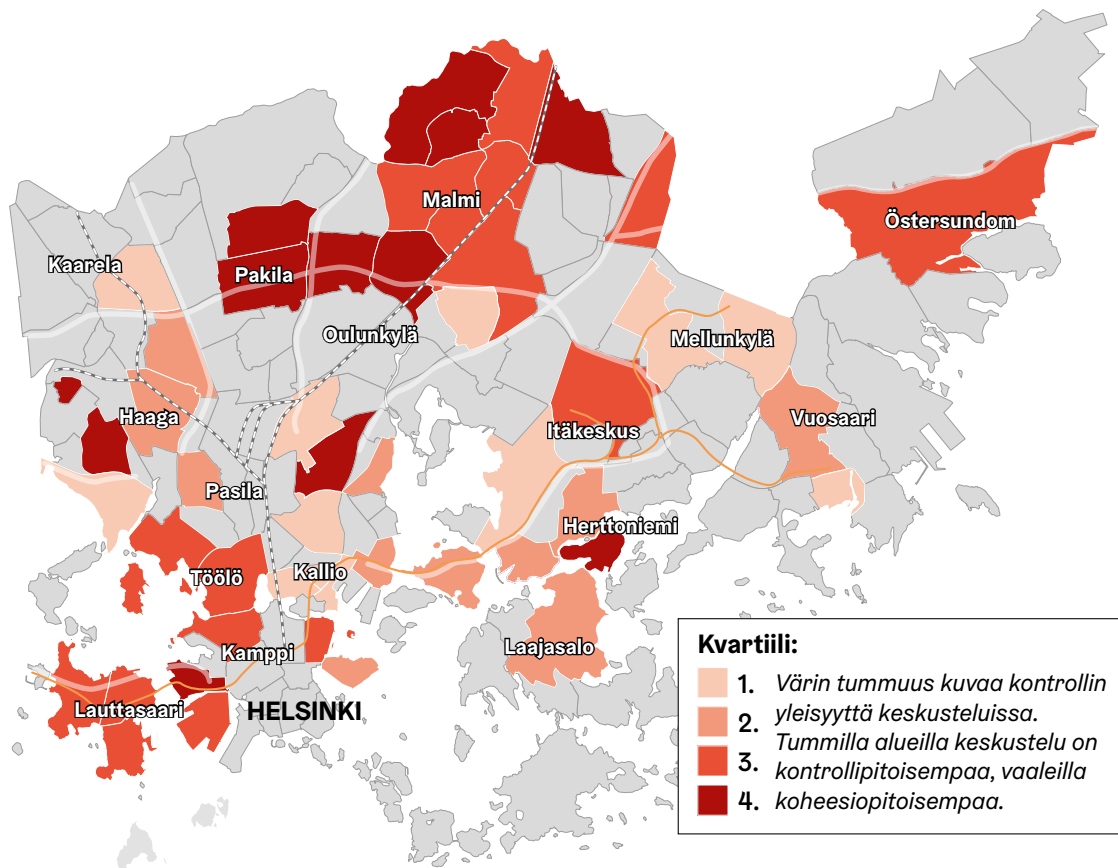 Malmi
Östersundom
Kaarela
Pakila
Oulunkylä
Mellunkylä
Haaga
Vuosaari
Itäkeskus
Pasila
Herttoniemi
Töölö
Kallio
Kamppi
Laajasalo
Lauttasaari
HELSINKI
Kvartiili:
1.
2.
3.
4.
Värin tummuus kuvaa kontrollin
yleisyyttä keskusteluissa.
Tummilla alueilla keskustelu on
kontrollipitoisempaa, vaaleilla
koheesiopitoisempaa.